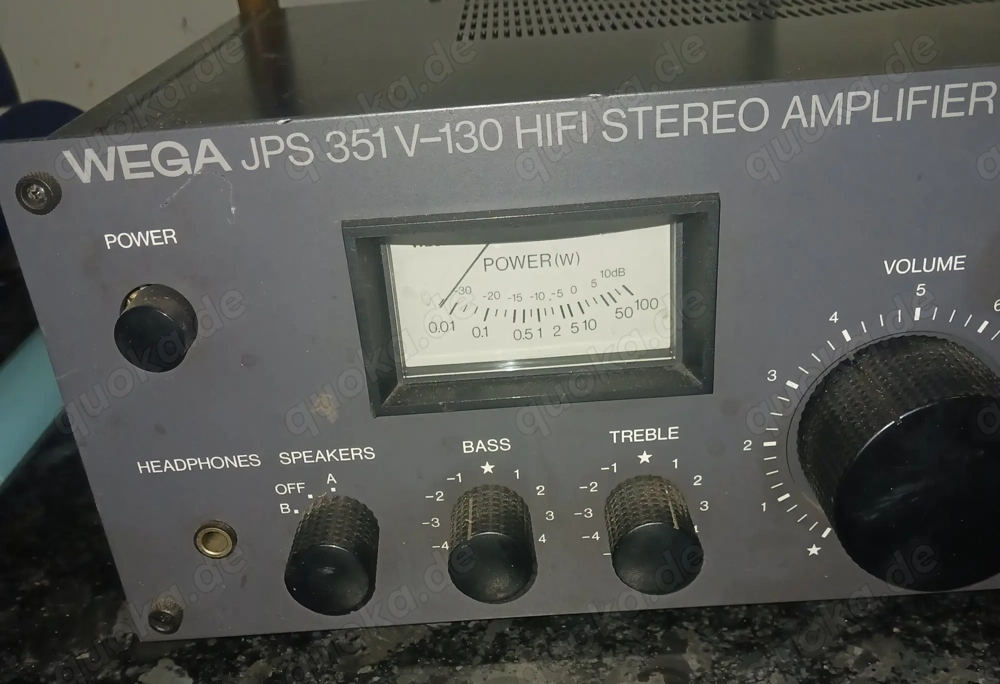 WEGA JPS 351 V-130 HIFI STEREO AMPLIFIER
POWER
POWER (W)
-30 -20 -15 -10 -5 0 5 10dB
0.01 0.1 0.5 1 2 5 10 50 100
VOLUME
★ 1 2 3 4 5 6
HEADPHONES
SPEAKERS
OFF A
B
BASS
-4 -3 -2 -1 ★ 1 2 3 4
TREBLE
-4 -3 -2 -1 ★ 1 2 3
quoka.de